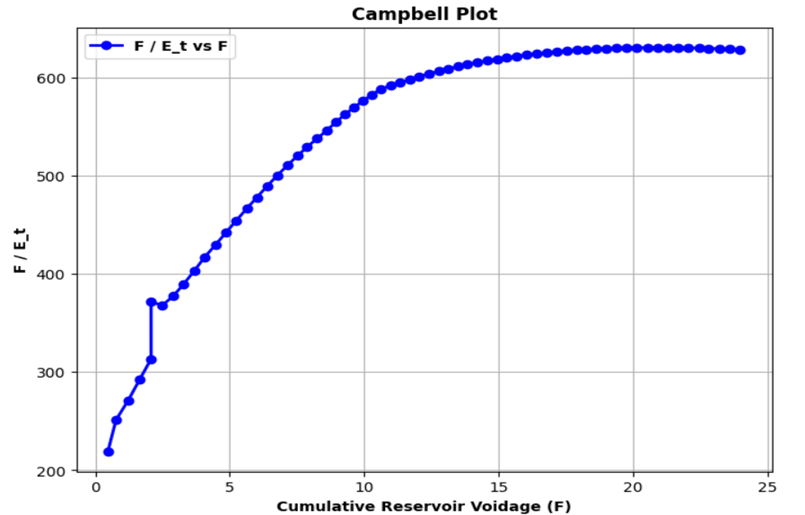 Campbell Plot
F / E_t vs F
F / E_t
600
500
400
300
200
0 5 10 15 20 25
Cumulative Reservoir Voidage (F)